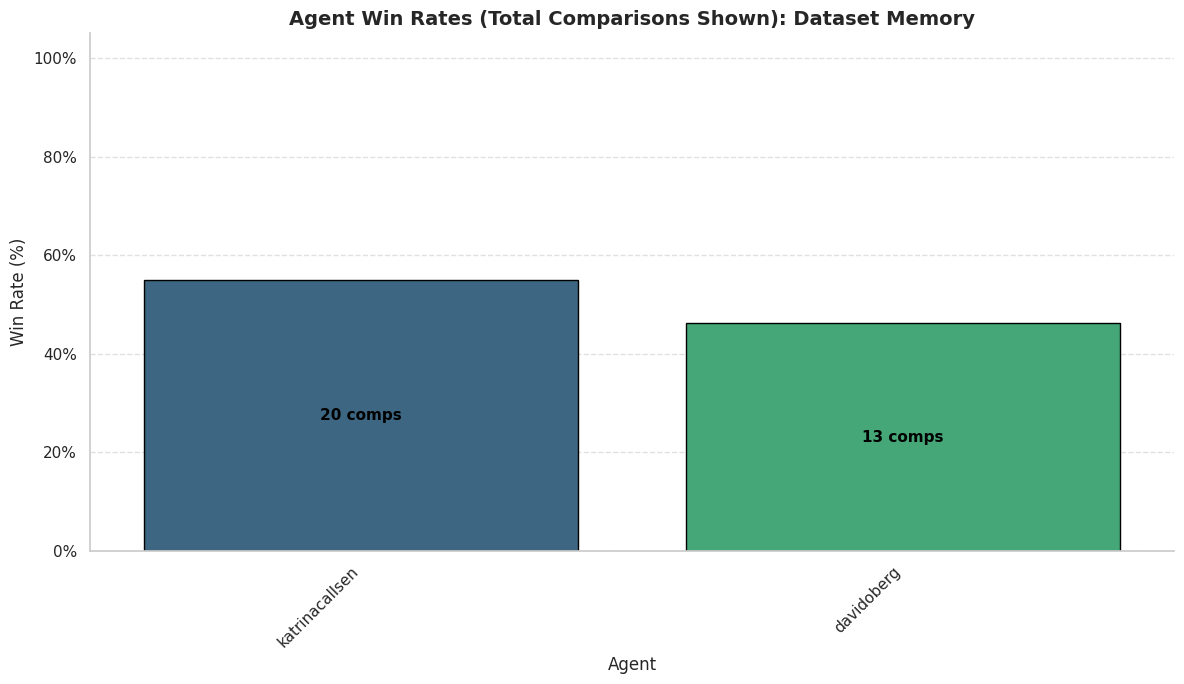 Agent Win Rates (Total Comparisons Shown): Dataset Memory
100%
80%
60%
40%
20%
0%
Win Rate (%)
20 comps
13 comps
katrinacallsen
davidoberg
Agent